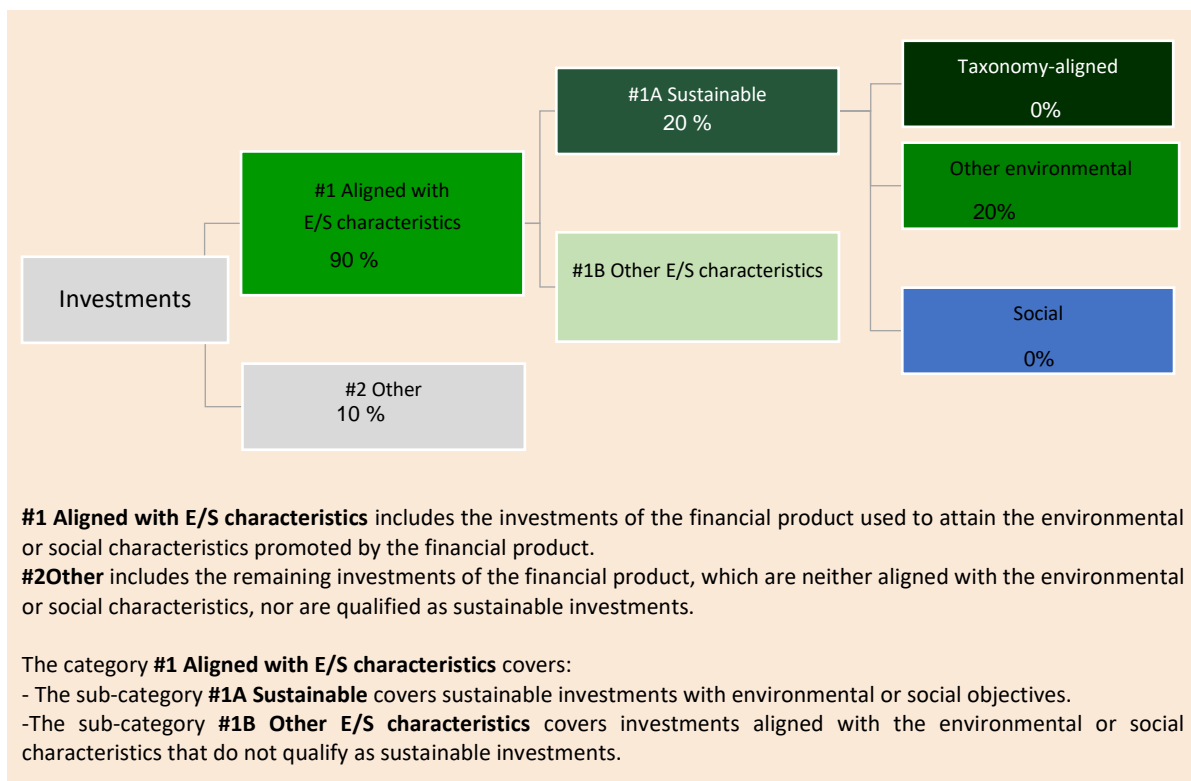 Investments
#1 Aligned with
E/S characteristics
90 %
#2 Other
10 %
#1A Sustainable
20 %
#1B Other E/S characteristics
Taxonomy-aligned
0%
Other environmental
20%
Social
0%
#1 Aligned with E/S characteristics includes the investments of the financial product used to attain the environmental
or social characteristics promoted by the financial product.
#2Other includes the remaining investments of the financial product, which are neither aligned with the environmental
or social characteristics, nor are qualified as sustainable investments.
The category #1 Aligned with E/S characteristics covers:
- The sub-category #1A Sustainable covers sustainable investments with environmental or social objectives.
-The sub-category #1B Other E/S characteristics covers investments aligned with the environmental or social
characteristics that do not qualify as sustainable investments.